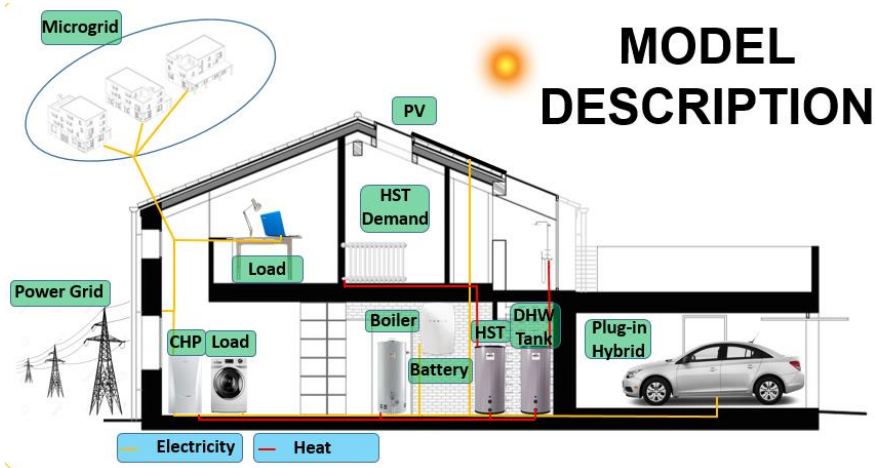 Microgrid
MODEL
DESCRIPTION
PV
HST
Demand
Load
Power Grid
CHP
Load
Boiler
Battery
HST
DHW
Tank
Plug-in
Hybrid
Electricity
Heat